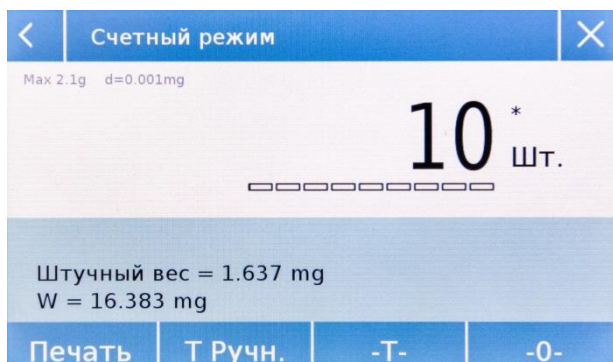 Счетный режим
Max 2.1g d=0.001mg
10 *
Шт.
Штучный вес = 1.637 mg
W = 16.383 mg
Печать Т Ручн. -Т- -0-